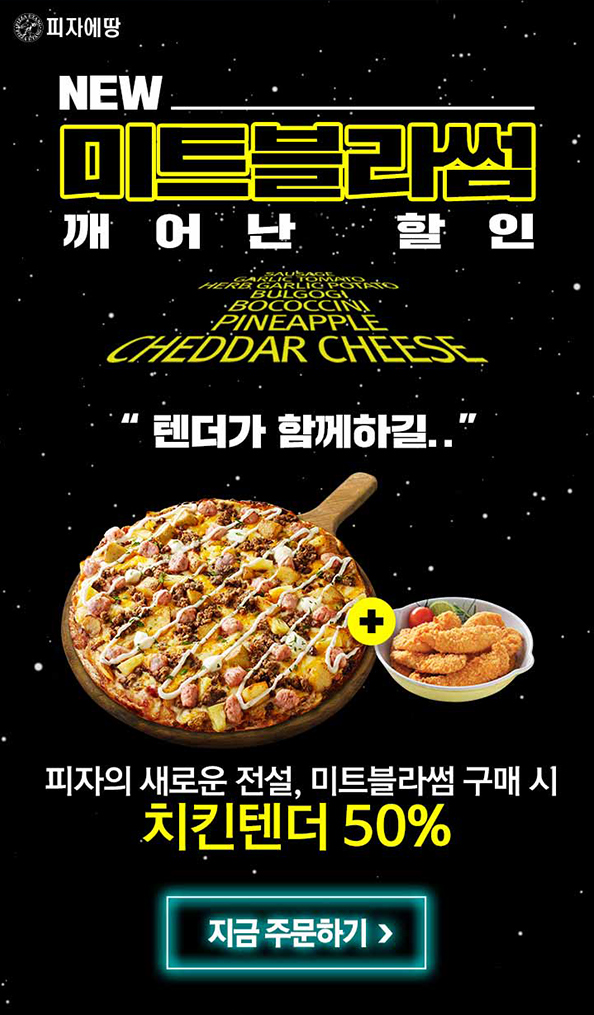 피자에땅
NEW
미트블라썸
깨어난 할인
SAUSAGE
GARLIC TOMATO
HERB GARLIC POTATO
BULGOGI
BOCOCCINI
PINEAPPLE
CHEDDAR CHEESE
“ 텐더가 함께하길..”
+
피자의 새로운 전설, 미트블라썸 구매 시
치킨텐더 50%
지금 주문하기 ›